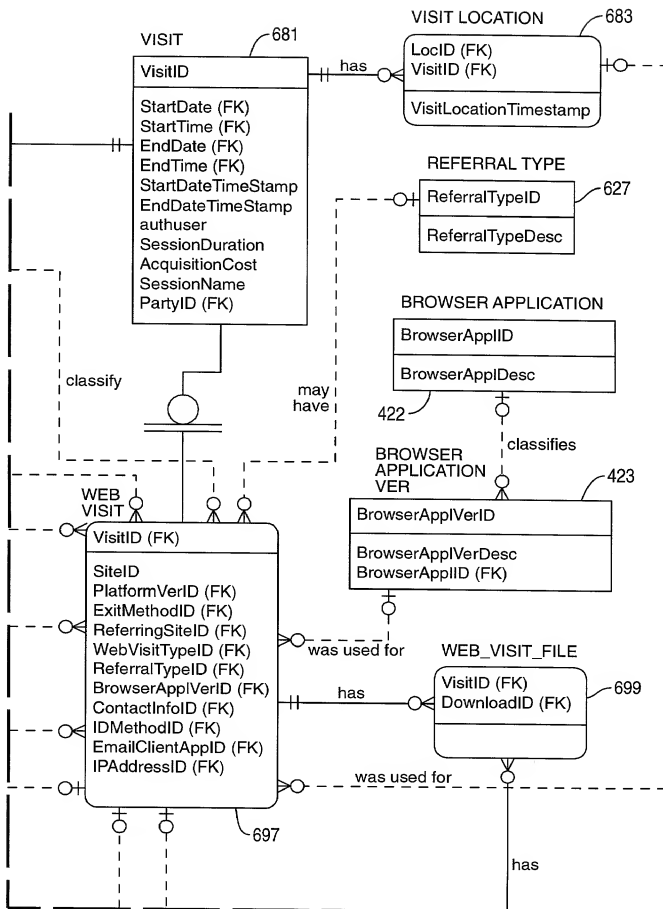 VISIT
681
VisitID
StartDate (FK)
StartTime (FK)
EndDate (FK)
EndTime (FK)
StartDateTimeStamp
EndDateTimeStamp
authuser
SessionDuration
AcquisitionCost
SessionName
PartyID (FK)
has
VISIT LOCATION
683
LocID (FK)
VisitID (FK)
VisitLocationTimestamp
REFERRAL TYPE
627
ReferralTypeID
ReferralTypeDesc
BROWSER APPLICATION
BrowserApplID
BrowserApplDesc
422
classifies
classify
may
have
BROWSER
APPLICATION
VER
423
BrowserApplVerID
BrowserApplVerDesc
BrowserApplID (FK)
WEB
VISIT
VisitID (FK)
SiteID
PlatformVerID (FK)
ExitMethodID (FK)
ReferringSiteID (FK)
WebVisitTypeID (FK)
ReferralTypeID (FK)
BrowserApplVerID (FK)
ContactInfoID (FK)
IDMethodID (FK)
EmailClientAppID (FK)
IPAddressID (FK)
697
was used for
has
WEB_VISIT_FILE
699
VisitID (FK)
DownloadID (FK)
was used for
has